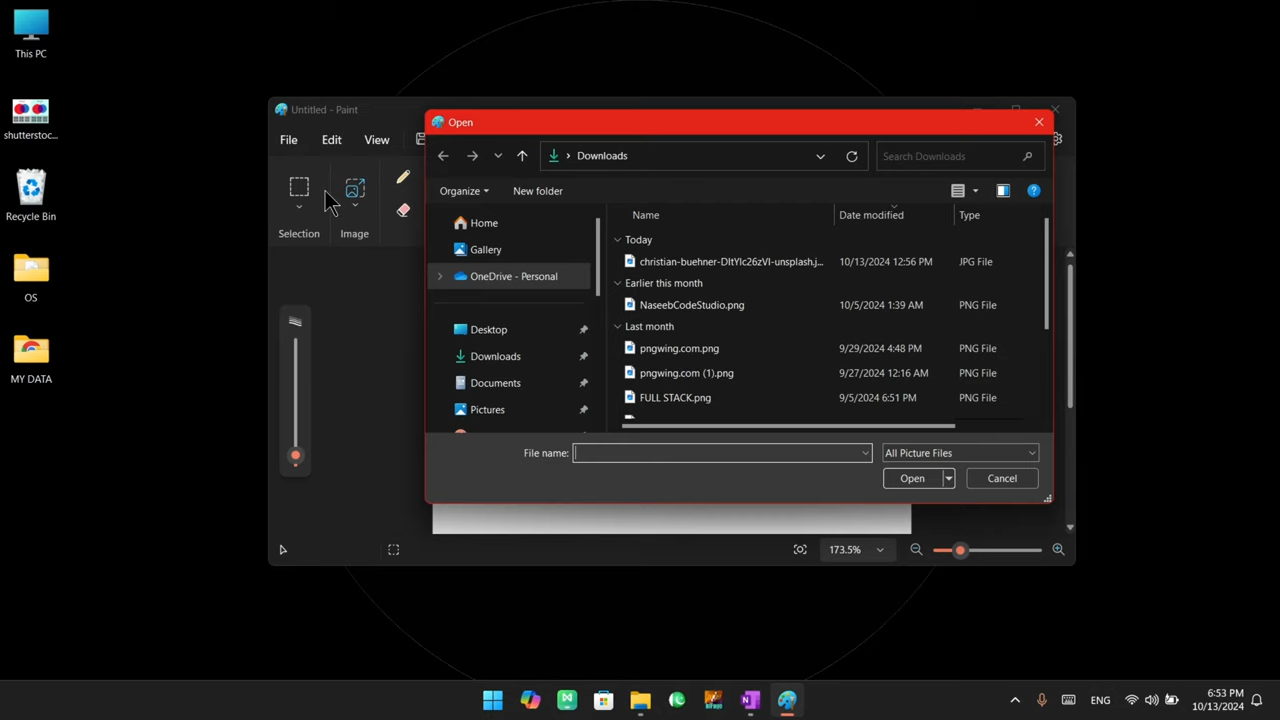 This PC
shutterstoc...
Recycle Bin
OS
MY DATA
Untitled - Paint
File Edit View
Selection Image
Open
Downloads
Search Downloads
Organize New folder
Home
Gallery
OneDrive - Personal
Desktop
Downloads
Documents
Pictures
Name Date modified Type
Today
christian-buehner-DItYlc26zVI-unsplash.j... 10/13/2024 12:56 PM JPG File
Earlier this month
NaseebCodeStudio.png 10/5/2024 1:39 AM PNG File
Last month
pngwing.com.png 9/29/2024 4:48 PM PNG File
pngwing.com (1).png 9/27/2024 12:16 AM PNG File
FULL STACK.png 9/5/2024 6:51 PM PNG File
File name: All Picture Files
Open Cancel
173.5%
ENG 6:53 PM
10/13/2024